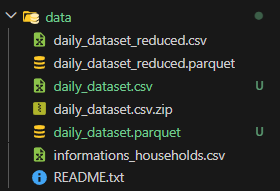 data
daily_dataset_reduced.csv
daily_dataset_reduced.parquet
daily_dataset.csv U
daily_dataset.csv.zip
daily_dataset.parquet U
informations_households.csv
README.txt